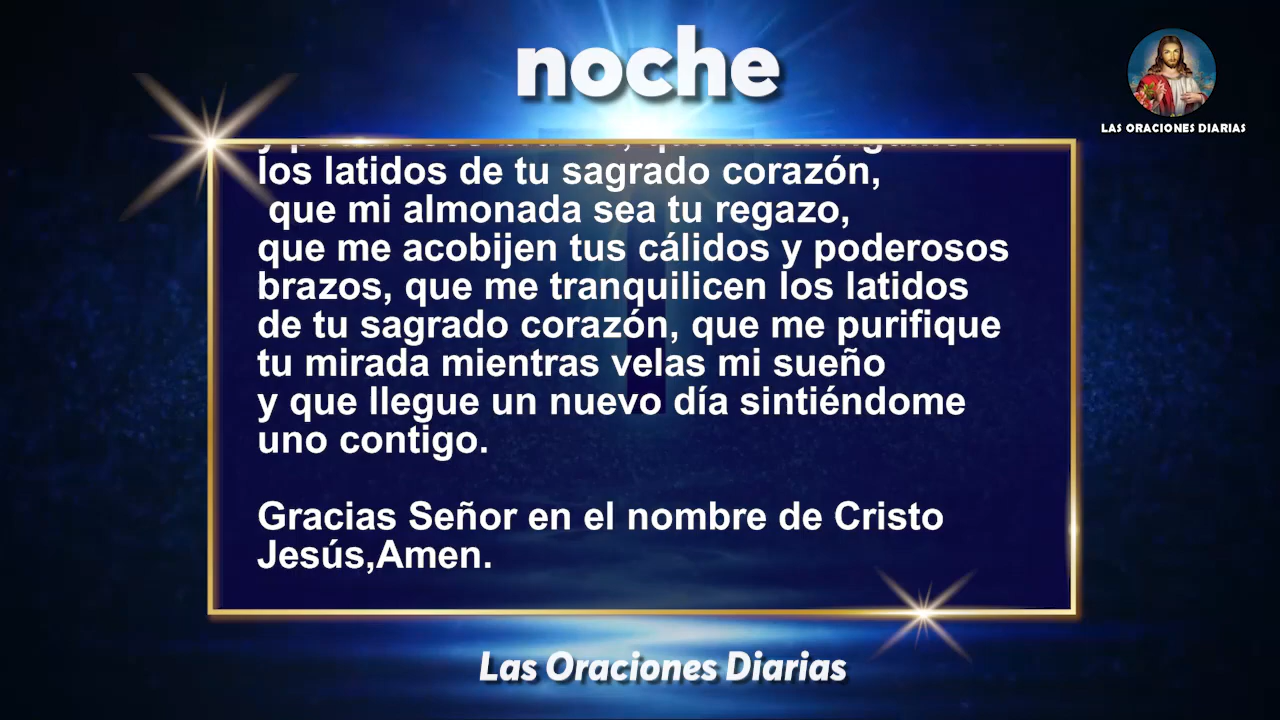 noche
LAS ORACIONES DIARIAS
los latidos de tu sagrado corazón,
que mi almonada sea tu regazo,
que me acobijen tus cálidos y poderosos
brazos, que me tranquilicen los latidos
de tu sagrado corazón, que me purifique
tu mirada mientras velas mi sueño
y que llegue un nuevo día sintiéndome
uno contigo.
Gracias Señor en el nombre de Cristo
Jesús,Amen.
Las Oraciones Diarias